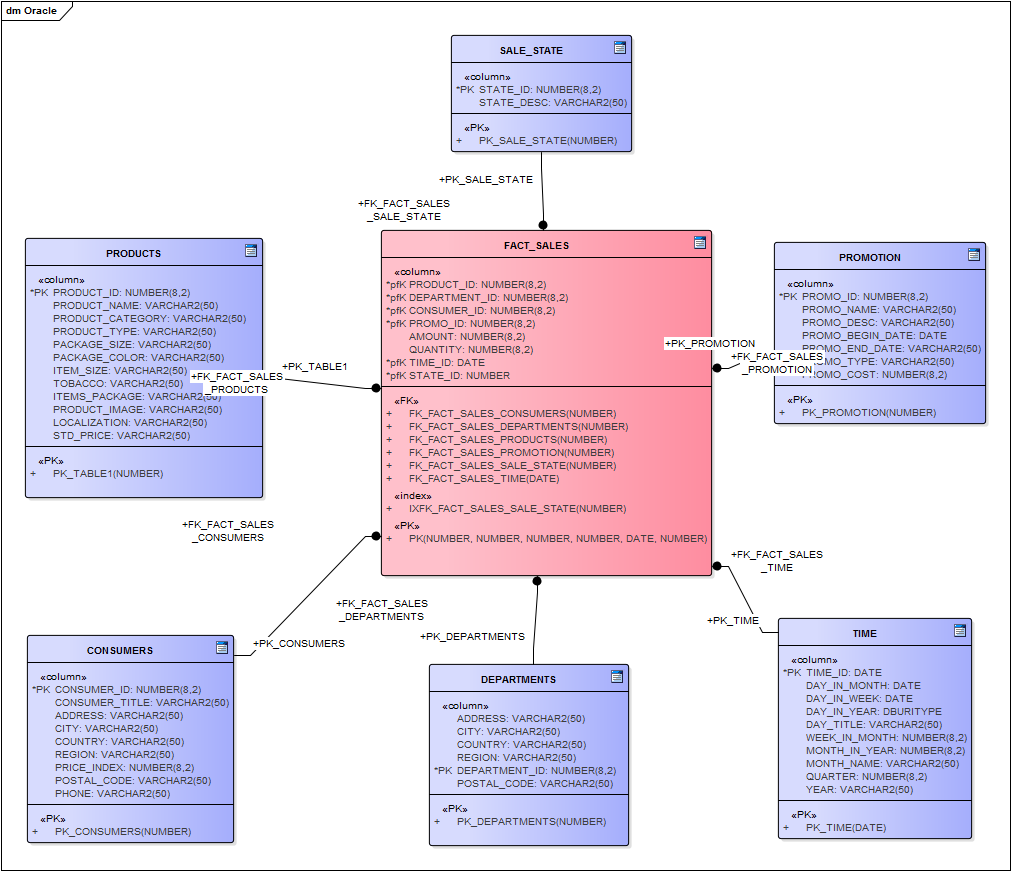 dm Oracle
SALE_STATE
«column»
*PK STATE_ID: NUMBER(8,2)
STATE_DESC: VARCHAR2(50)
«PK»
+ PK_SALE_STATE(NUMBER)
+PK_SALE_STATE
+FK_FACT_SALES
_SALE_STATE
PRODUCTS
«column»
*PK PRODUCT_ID: NUMBER(8,2)
PRODUCT_NAME: VARCHAR2(50)
PRODUCT_CATEGORY: VARCHAR2(50)
PRODUCT_TYPE: VARCHAR2(50)
PACKAGE_SIZE: VARCHAR2(50)
PACKAGE_COLOR: VARCHAR2(50)
ITEM_SIZE: VARCHAR2(50)
TOBACCO: VARCHAR2(50)
ITEMS_PACKAGE: VARCHAR2(50)
PRODUCT_IMAGE: VARCHAR2(50)
LOCALIZATION: VARCHAR2(50)
STD_PRICE: VARCHAR2(50)
«PK»
+ PK_TABLE1(NUMBER)
+PK_TABLE1
+FK_FACT_SALES
_PRODUCTS
FACT_SALES
«column»
*pfK PRODUCT_ID: NUMBER(8,2)
*pfK DEPARTMENT_ID: NUMBER(8,2)
*pfK CONSUMER_ID: NUMBER(8,2)
*pfK PROMO_ID: NUMBER(8,2)
AMOUNT: NUMBER(8,2)
QUANTITY: NUMBER(8,2)
*pfK TIME_ID: DATE
*pfK STATE_ID: NUMBER
«FK»
+ FK_FACT_SALES_CONSUMERS(NUMBER)
+ FK_FACT_SALES_DEPARTMENTS(NUMBER)
+ FK_FACT_SALES_PRODUCTS(NUMBER)
+ FK_FACT_SALES_PROMOTION(NUMBER)
+ FK_FACT_SALES_SALE_STATE(NUMBER)
+ FK_FACT_SALES_TIME(DATE)
«index»
+ IXFK_FACT_SALES_SALE_STATE(NUMBER)
«PK»
+ PK(NUMBER, NUMBER, NUMBER, NUMBER, DATE, NUMBER)
PROMOTION
«column»
*PK PROMO_ID: NUMBER(8,2)
PROMO_NAME: VARCHAR2(50)
PROMO_DESC: VARCHAR2(50)
PROMO_BEGIN_DATE: DATE
PROMO_END_DATE: VARCHAR2(50)
OMO_TYPE: VARCHAR2(50)
OMO_COST: NUMBER(8,2)
«PK»
+ PK_PROMOTION(NUMBER)
+PK_PROMOTION
+FK_FACT_SALES
_PROMOTION
+FK_FACT_SALES
_CONSUMERS
+PK_CONSUMERS
+FK_FACT_SALES
_DEPARTMENTS
+PK_DEPARTMENTS
+FK_FACT_SALES
_TIME
+PK_TIME
CONSUMERS
«column»
*PK CONSUMER_ID: NUMBER(8,2)
CONSUMER_TITLE: VARCHAR2(50)
ADDRESS: VARCHAR2(50)
CITY: VARCHAR2(50)
COUNTRY: VARCHAR2(50)
REGION: VARCHAR2(50)
PRICE_INDEX: NUMBER(8,2)
POSTAL_CODE: VARCHAR2(50)
PHONE: VARCHAR2(50)
«PK»
+ PK_CONSUMERS(NUMBER)
DEPARTMENTS
«column»
ADDRESS: VARCHAR2(50)
CITY: VARCHAR2(50)
COUNTRY: VARCHAR2(50)
REGION: VARCHAR2(50)
*PK DEPARTMENT_ID: NUMBER(8,2)
POSTAL_CODE: VARCHAR2(50)
«PK»
+ PK_DEPARTMENTS(NUMBER)
TIME
«column»
*PK TIME_ID: DATE
DAY_IN_MONTH: DATE
DAY_IN_WEEK: DATE
DAY_IN_YEAR: DBURITYPE
DAY_TITLE: VARCHAR2(50)
WEEK_IN_MONTH: NUMBER(8,2)
MONTH_IN_YEAR: NUMBER(8,2)
MONTH_NAME: VARCHAR2(50)
QUARTER: NUMBER(8,2)
YEAR: VARCHAR2(50)
«PK»
+ PK_TIME(DATE)